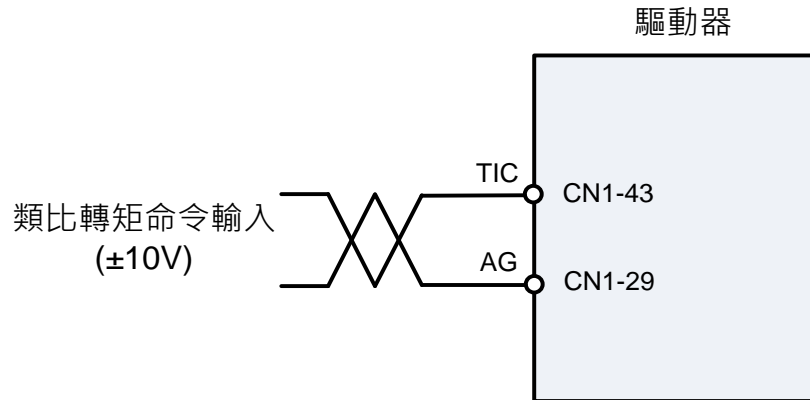 驅動器
TIC
CN1-43
類比轉矩命令輸入
(±10V)
AG
CN1-29